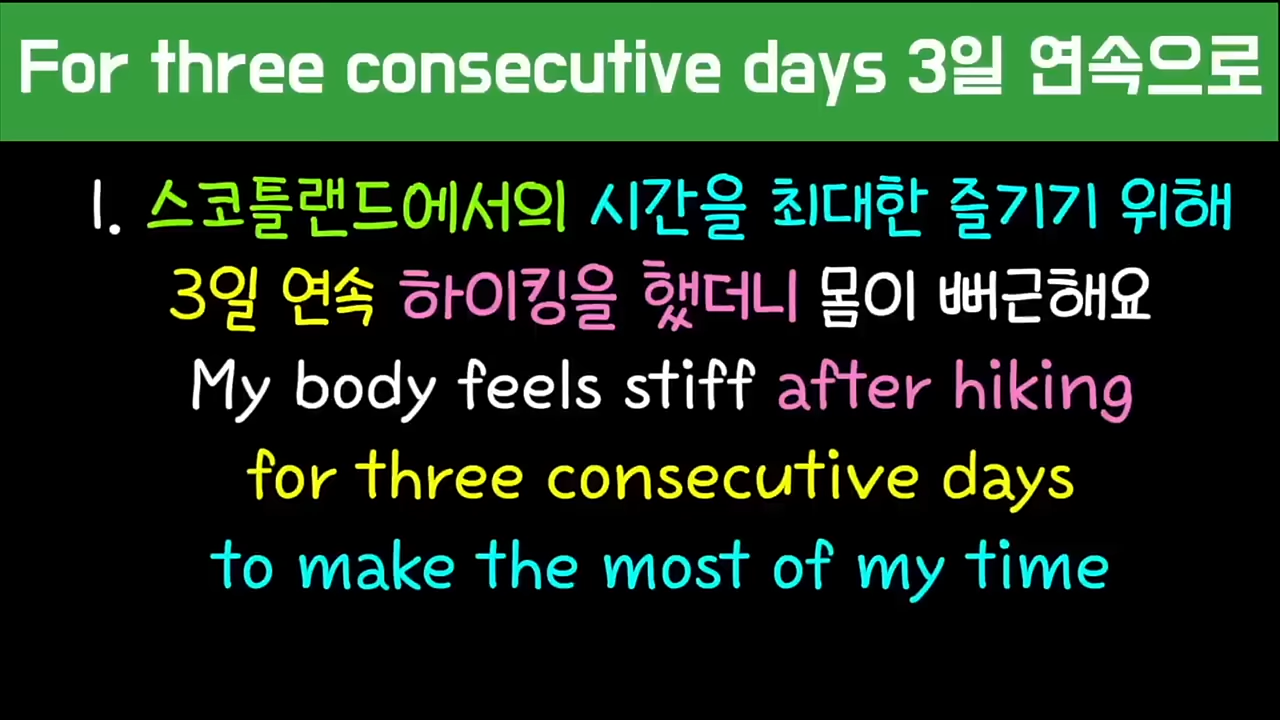 For three consecutive days 3일 연속으로
1. 스코틀랜드에서의 시간을 최대한 즐기기 위해
3일 연속 하이킹을 했더니 몸이 뻐근해요
My body feels stiff after hiking
for three consecutive days
to make the most of my time